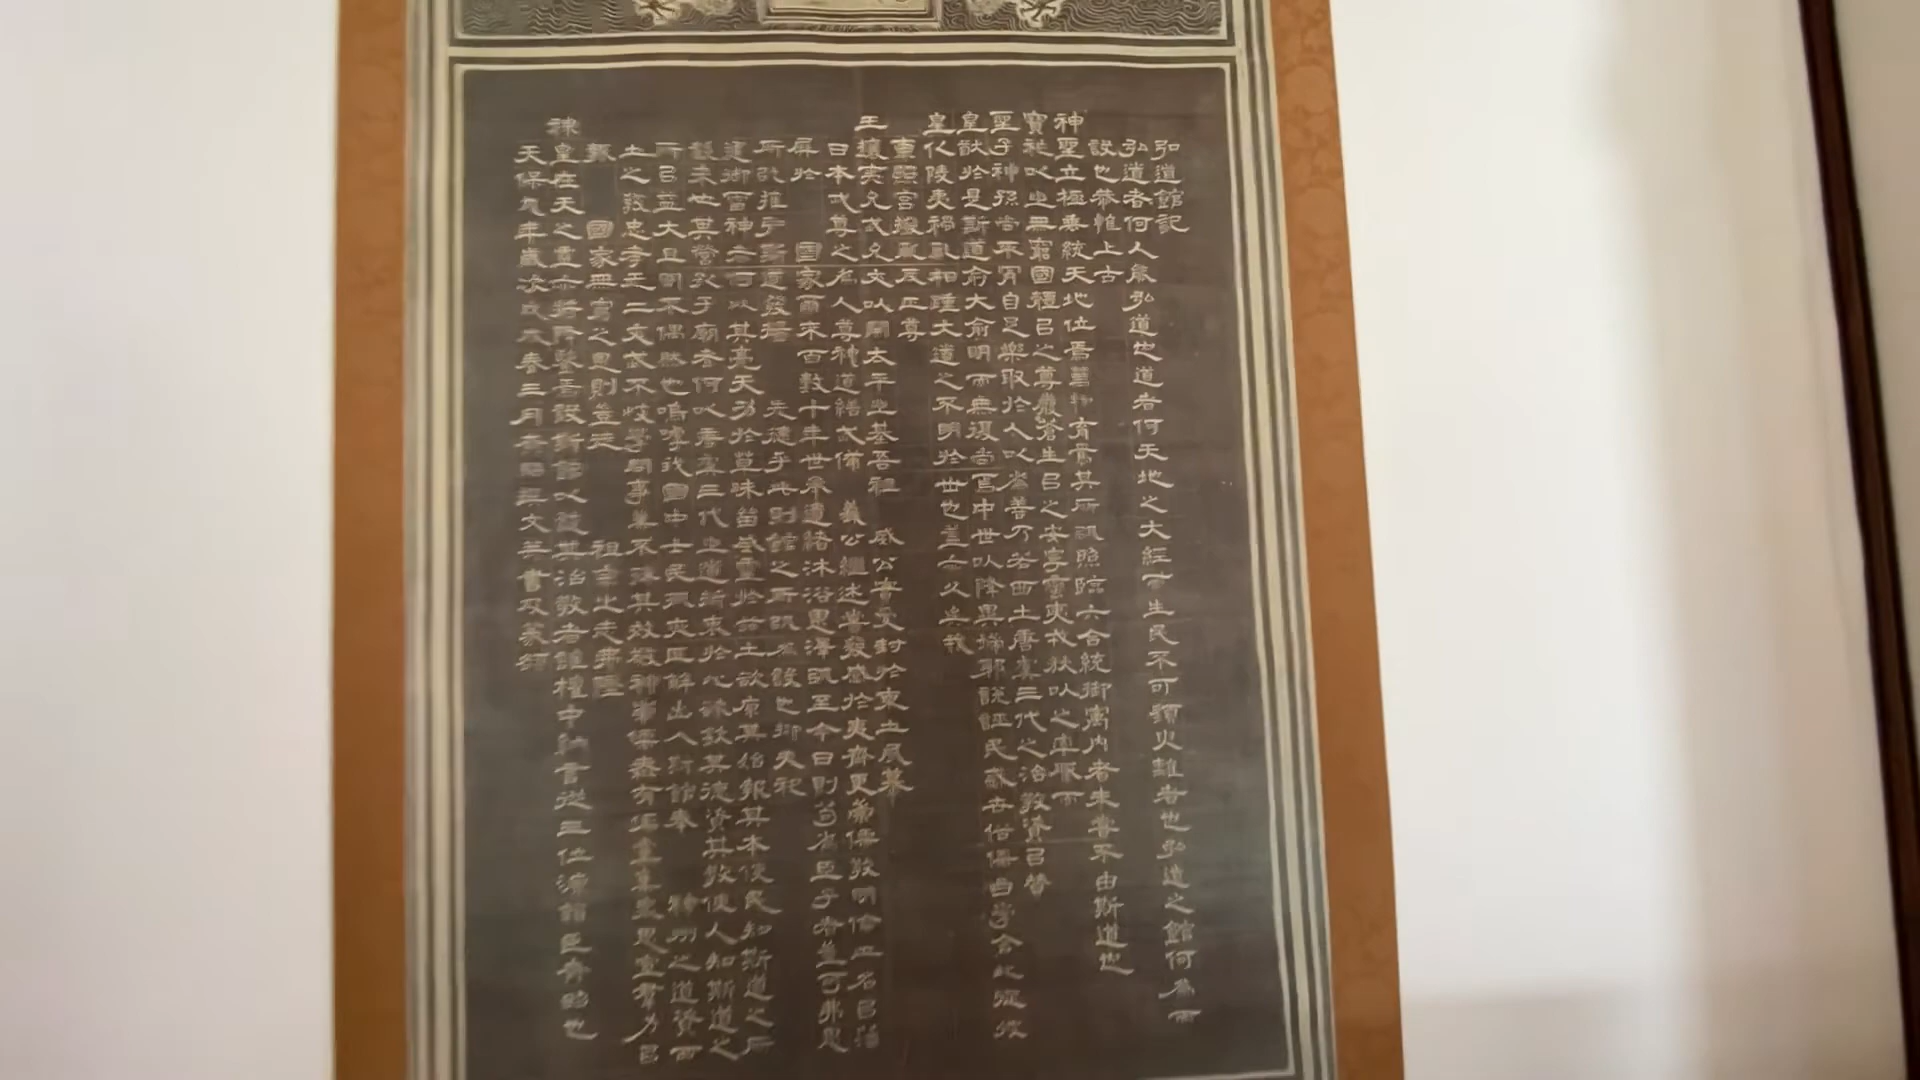 弘道館記
弘道者何人能弘道也道者何天地之大經而生民不可須臾離者也弘道之館何為而
設也恭惟上古
神聖立極垂統天地位焉萬物育焉其所以照臨六合統御寓內者未嘗不由斯道也
寶祚以之無窮國體以之尊嚴蒼生以之安寧蠻夷戎狄以之率服而
聖子神孫尚不肯自足樂取於人以為善乃若西土唐虞三代之治教資以贊
皇猷於是斯道愈大愈明而無復尚焉中世以降異端邪說誣民惑世俗儒曲學舍此從彼
皇化陵夷禍亂相踵大道之不明於世也蓋亦久矣我
東照宮撥亂反正尊
王攘夷允武允文以開太平之基吾祖 威公實受封於東土夙慕
日本武尊之為人尊神道繕武備 義公繼述嘗發感於夷齊更崇儒教明倫正名以藩
屏於 國家爾來百數十年世承遺緒沐浴恩澤以至今日則苟為臣子者豈可弗思
所以推弘斯道發揚 先德乎此則館之所以為設也抑夫祀
建御雷神者何以其亮天功於草昧留威靈於茲土欲原其始報其本使民知斯道之所
繇來也其營孔子廟者何以唐虞三代之道折衷於此欲欽其德資其教使人知斯道之
所以益大且明不偶然也嗚呼我國中士民夙夜匪解出入斯館奉 神州之道資西
土之教忠孝无二文武不岐學問事業不殊其效敬神崇儒無有偏黨集衆思宣群力以
報 國家無窮之恩則豈徒 祖宗之志弗墜
神皇在天之靈亦將降鑒焉設斯館以統其治教者誰權中納言從三位源朝臣齊昭也
天保九年歲次戊戌春三月齊昭撰文并書及篆額